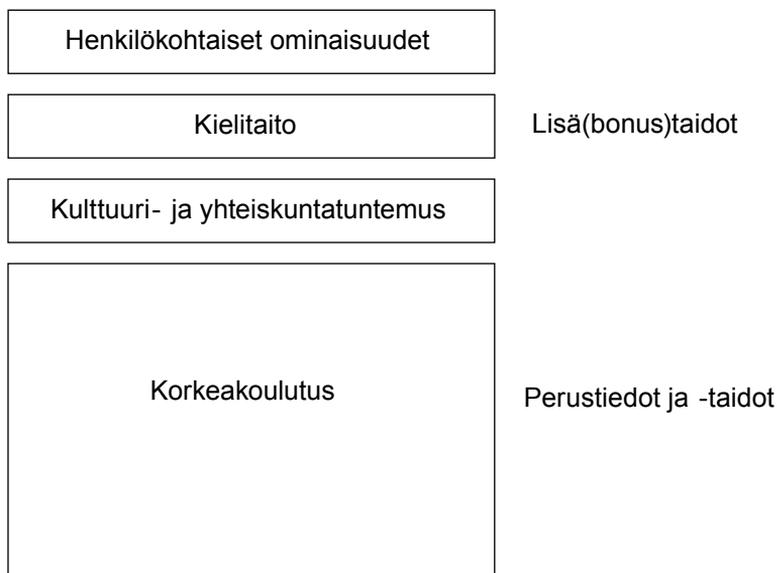 Henkilökohtaiset ominaisuudet
Kielitaito
Lisä(bonus)taidot
Kulttuuri- ja yhteiskuntatuntemus
Korkeakoulutus
Perustiedot ja -taidot